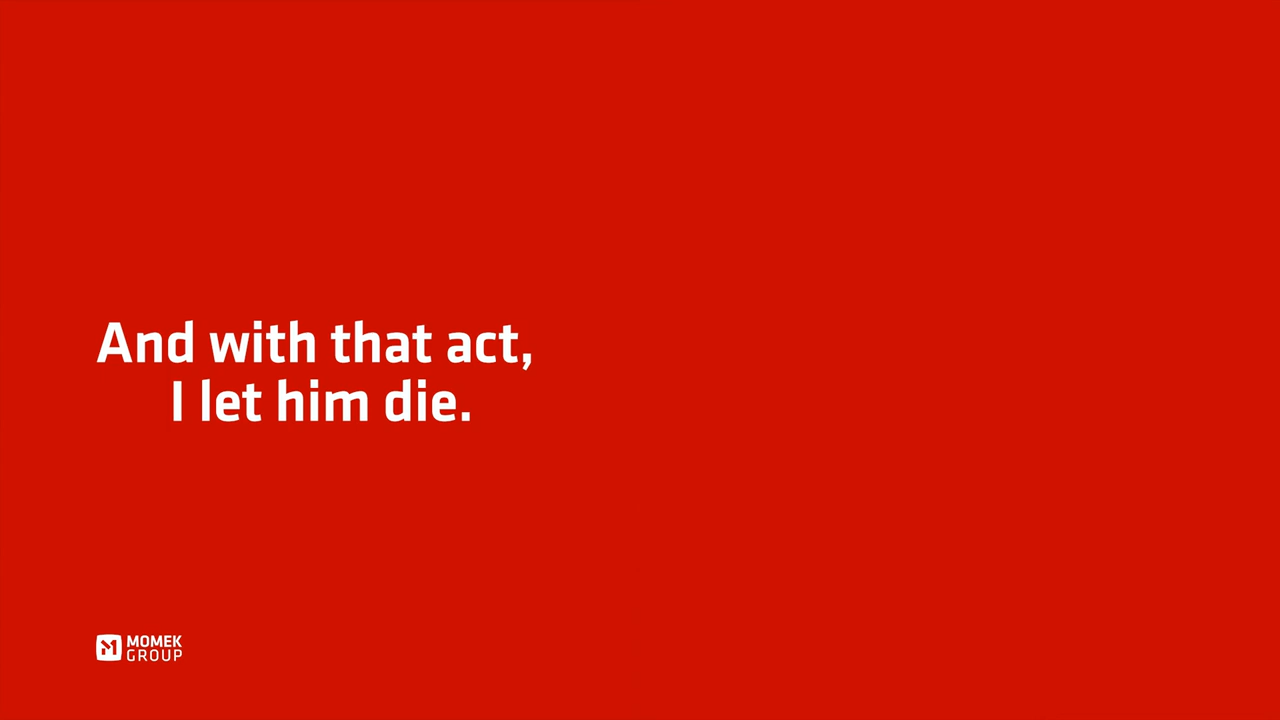 And with that act,
I let him die.
MOMEK
GROUP